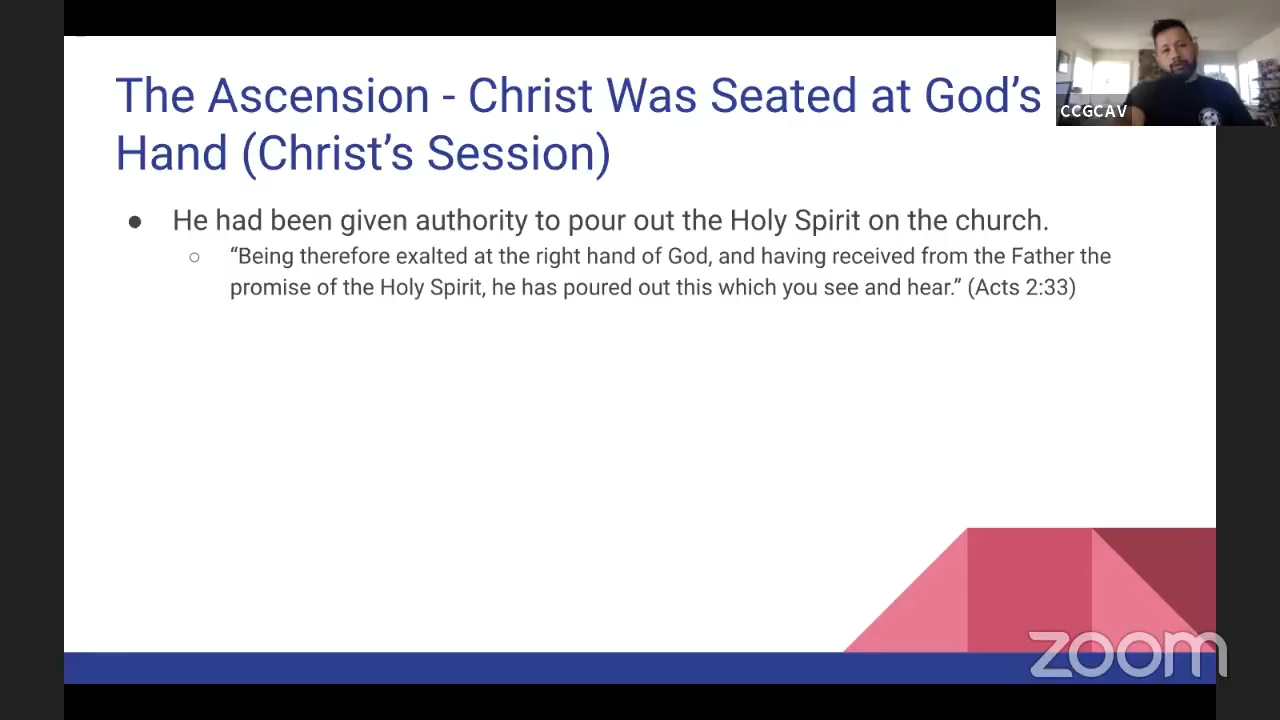 The Ascension - Christ Was Seated at God’s
Hand (Christ’s Session)
CCGCAV
● He had been given authority to pour out the Holy Spirit on the church.
○ “Being therefore exalted at the right hand of God, and having received from the Father the
promise of the Holy Spirit, he has poured out this which you see and hear.” (Acts 2:33)
zoom